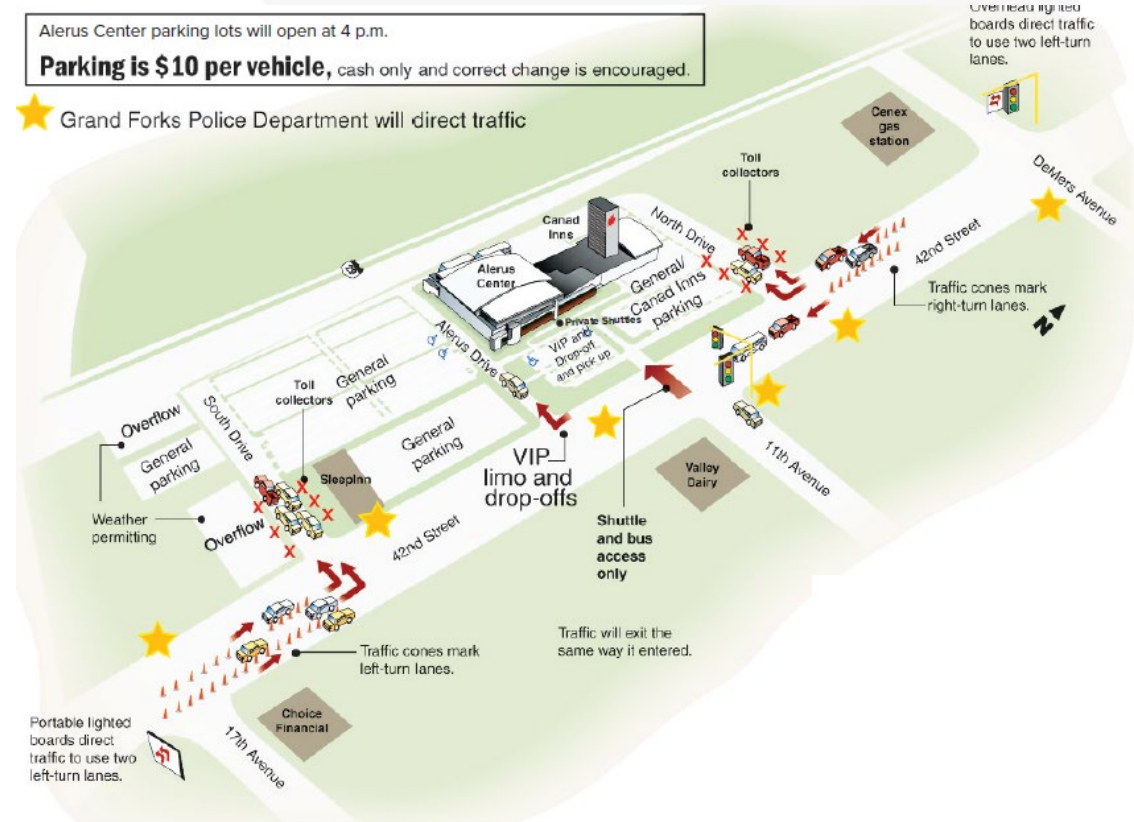 Alerus Center parking lots will open at 4 p.m.
Parking is $10 per vehicle, cash only and correct change is encouraged.
Grand Forks Police Department will direct traffic
Overhead lighted
boards direct traffic
to use two left-turn
lanes.
Cenex
gas
station
DeMers Avenue
Toll
collectors
North Drive
42nd Street
Canad
Inns
Alerus
Center
General/
Canad Inns
parking
Traffic cones mark
right-turn lanes.
N
Private Shuttles
VIP and
Drop-off
and pick up
Alerus Drive
General
parking
Toll
collectors
South Drive
Overflow
General
parking
General
parking
SleepInn
VIP
limo and
drop-offs
Valley
Dairy
11th Avenue
Weather
permitting
Overflow
42nd Street
Shuttle
and bus
access
only
Traffic will exit the
same way it entered.
Traffic cones mark
left-turn lanes.
Choice
Financial
17th Avenue
Portable lighted
boards direct
traffic to use two
left-turn lanes.